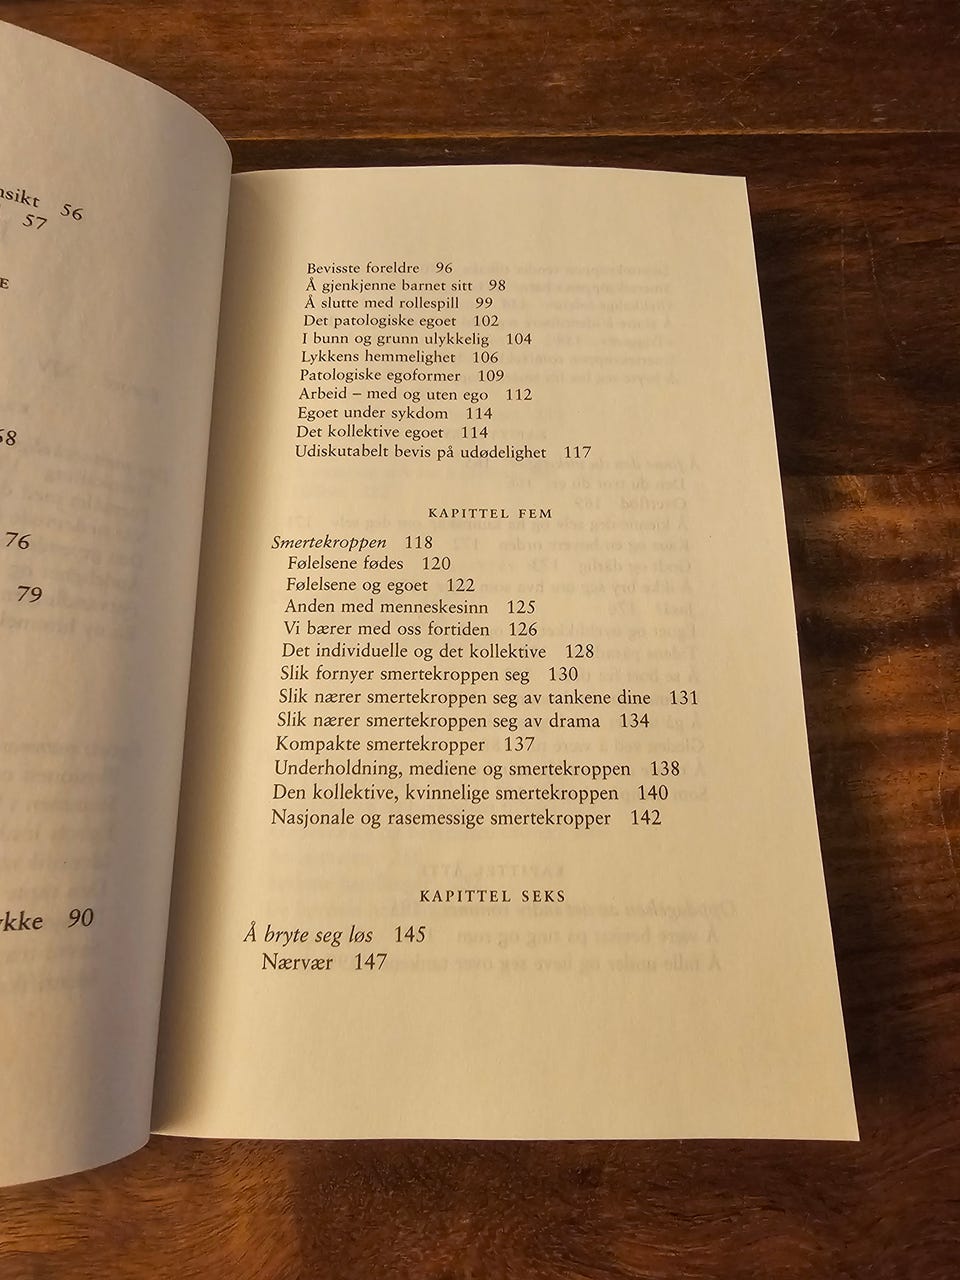 56
57
E
68
76
79
90
Bevisste foreldre 96
Å gjenkjenne barnet sitt 98
Å slutte med rollespill 99
Det patologiske egoet 102
I bunn og grunn ulykkelig 104
Lykkens hemmelighet 106
Patologiske egoformer 109
Arbeid – med og uten ego 112
Egoet under sykdom 114
Det kollektive egoet 114
Udiskutabelt bevis på udødelighet 117
KAPITTEL FEM
Smertekroppen 118
Følelsene fødes 120
Følelsene og egoet 122
Anden med menneskesinn 125
Vi bærer med oss fortiden 126
Det individuelle og det kollektive 128
Slik fornyer smertekroppen seg 130
Slik nærer smertekroppen seg av tankene dine 131
Slik nærer smertekroppen seg av drama 134
Kompakte smertekropper 137
Underholdning, mediene og smertekroppen 138
Den kollektive, kvinnelige smertekroppen 140
Nasjonale og rasemessige smertekropper 142
KAPITTEL SEKS
Å bryte seg løs 145
Nærvær 147